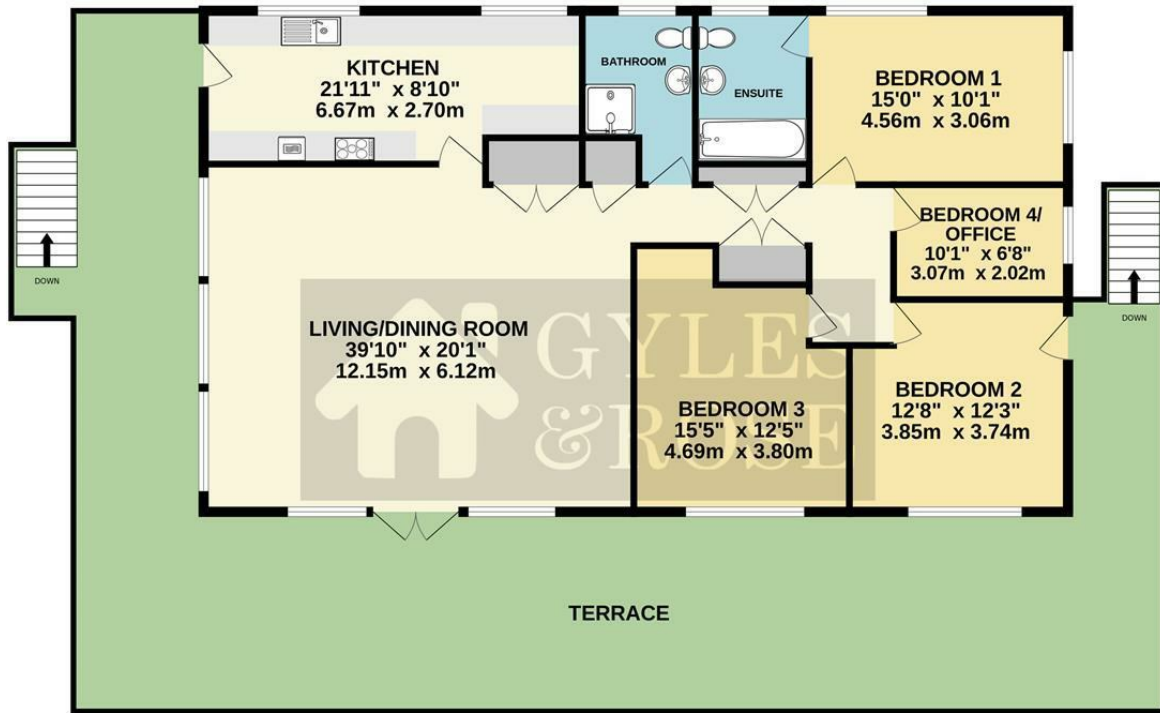 KITCHEN
21'11" x 8'10"
6.67m x 2.70m
BATHROOM
ENSUITE
BEDROOM 1
15'0" x 10'1"
4.56m x 3.06m
BEDROOM 4/
OFFICE
10'1" x 6'8"
3.07m x 2.02m
DOWN
DOWN
LIVING/DINING ROOM
39'10" x 20'1"
12.15m x 6.12m
GYLES
&ROSE
BEDROOM 3
15'5" x 12'5"
4.69m x 3.80m
BEDROOM 2
12'8" x 12'3"
3.85m x 3.74m
TERRACE